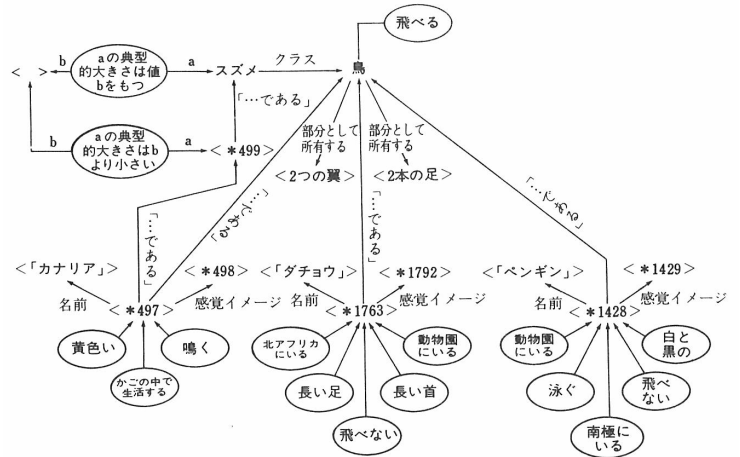 飛べる
< >
b
aの典型
的大きさは値
bをもつ
a
スズメ
クラス
鳥
「…である」
b
aの典型
的大きさはb
より小さい
a
<*499>
部分として
所有する
部分として
所有する
<2つの翼>
<2本の足>
「…である」
「…である」
「…である」
「…である」
<「カナリア」>
<*498>
名前
<*497>
感覚イメージ
黄色い
かごの中で
生活する
鳴く
<「ダチョウ」>
<*1792>
名前
<*1763>
感覚イメージ
北アフリカ
にいる
動物園
にいる
長い足
長い首
飛べない
<「ペンギン」>
<*1429>
名前
<*1428>
感覚イメージ
動物園
にいる
白と
黒の
泳ぐ
飛べ
ない
南極に
いる